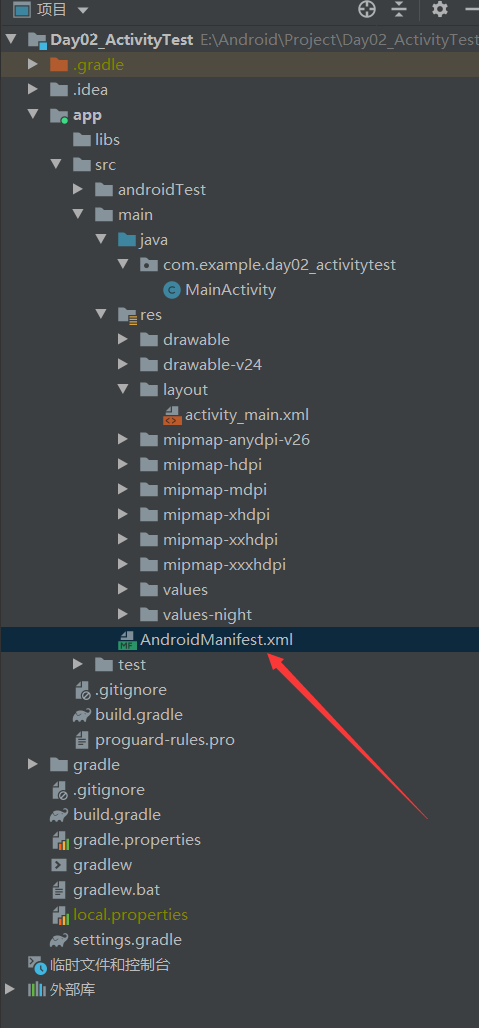 项目
Day02_ActivityTest E:\Android\Project\Day02_ActivityTest
.gradle
.idea
app
libs
src
androidTest
main
java
com.example.day02_activitytest
C MainActivity
res
drawable
drawable-v24
layout
activity_main.xml
mipmap-anydpi-v26
mipmap-hdpi
mipmap-mdpi
mipmap-xhdpi
mipmap-xxhdpi
mipmap-xxxhdpi
values
values-night
MF AndroidManifest.xml
test
.gitignore
build.gradle
proguard-rules.pro
gradle
.gitignore
build.gradle
gradle.properties
gradlew
gradlew.bat
local.properties
settings.gradle
临时文件和控制台
外部库